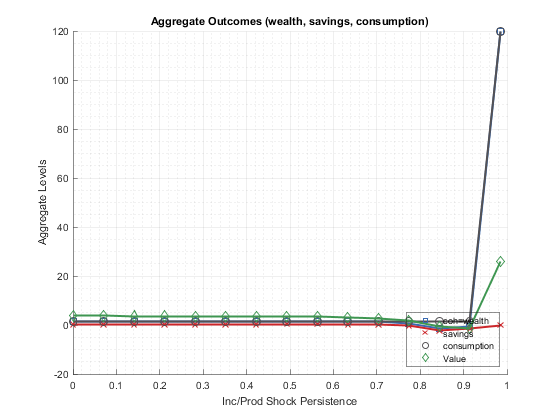 Aggregate Outcomes (wealth, savings, consumption)
120
100
80
60
40
20
0
-20
Aggregate Levels
0 0.1 0.2 0.3 0.4 0.5 0.6 0.7 0.8 0.9 1
Inc/Prod Shock Persistence
coh=wealth
savings
consumption
Value